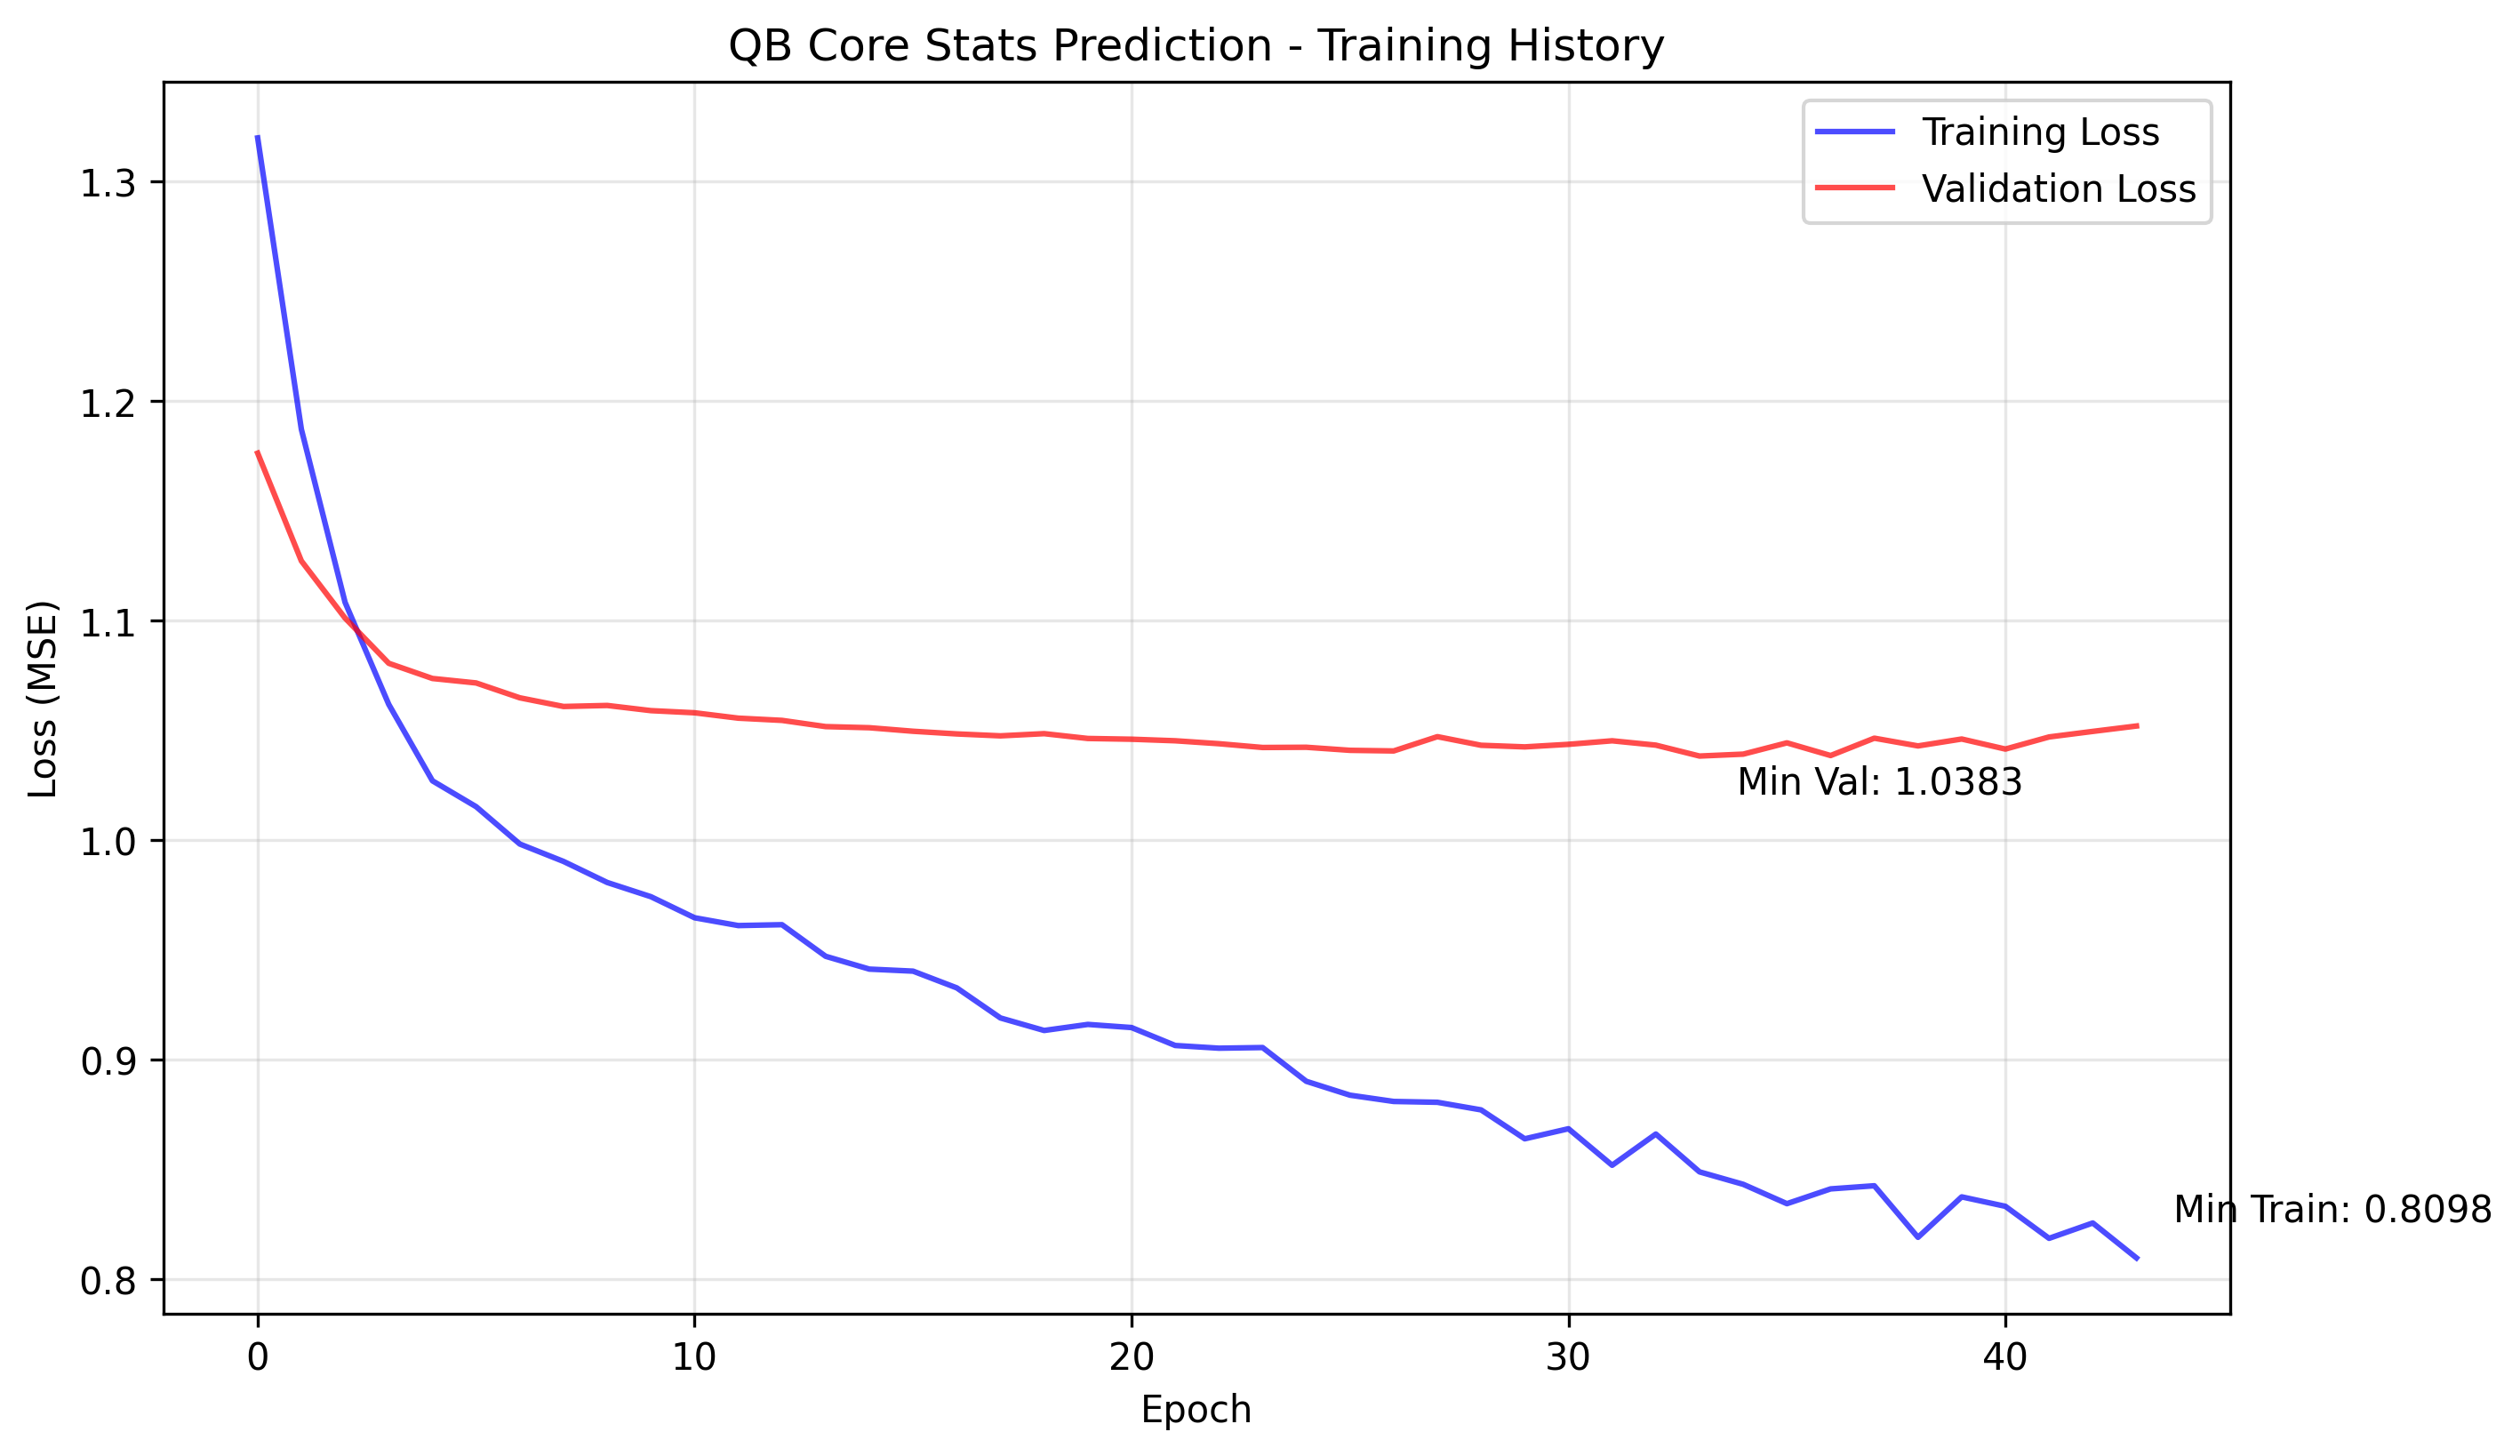 QB Core Stats Prediction - Training History
Training Loss
Validation Loss
1.3
1.2
1.1
1.0
0.9
0.8
Loss (MSE)
Min Val: 1.0383
Min Train: 0.8098
0
10
20
30
40
Epoch